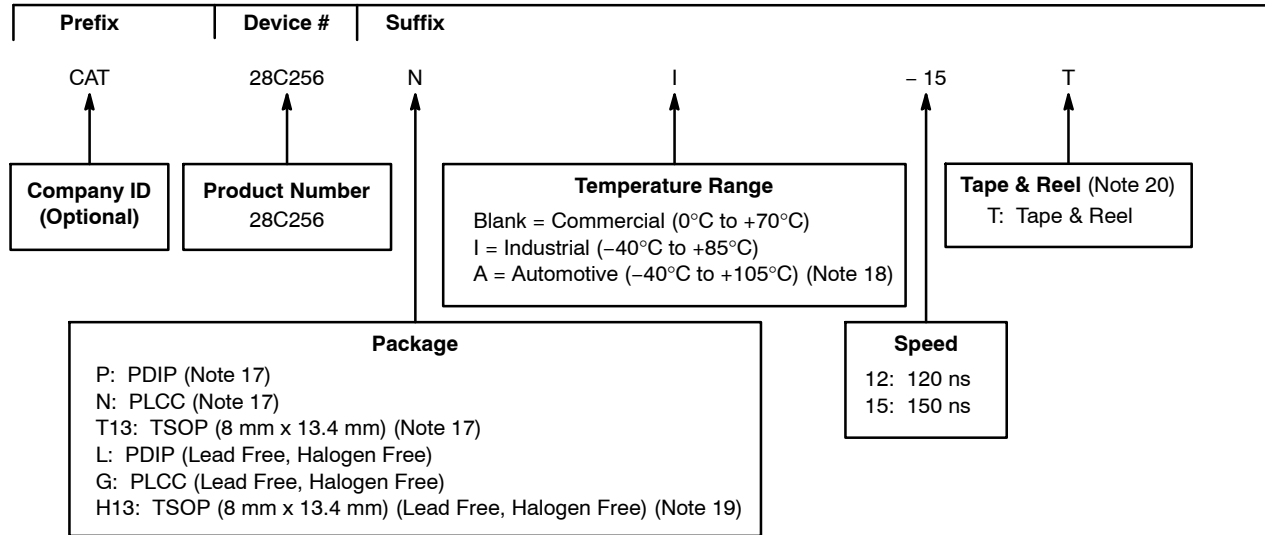 Prefix Device # Suffix
CAT 28C256 N I – 15 T
Company ID
(Optional)
Product Number
28C256
Temperature Range
Blank = Commercial (0°C to +70°C)
I = Industrial (−40°C to +85°C)
A = Automotive (−40°C to +105°C) (Note 18)
Tape & Reel (Note 20)
T: Tape & Reel
Package
P: PDIP (Note 17)
N: PLCC (Note 17)
T13: TSOP (8 mm x 13.4 mm) (Note 17)
L: PDIP (Lead Free, Halogen Free)
G: PLCC (Lead Free, Halogen Free)
H13: TSOP (8 mm x 13.4 mm) (Lead Free, Halogen Free) (Note 19)
Speed
12: 120 ns
15: 150 ns